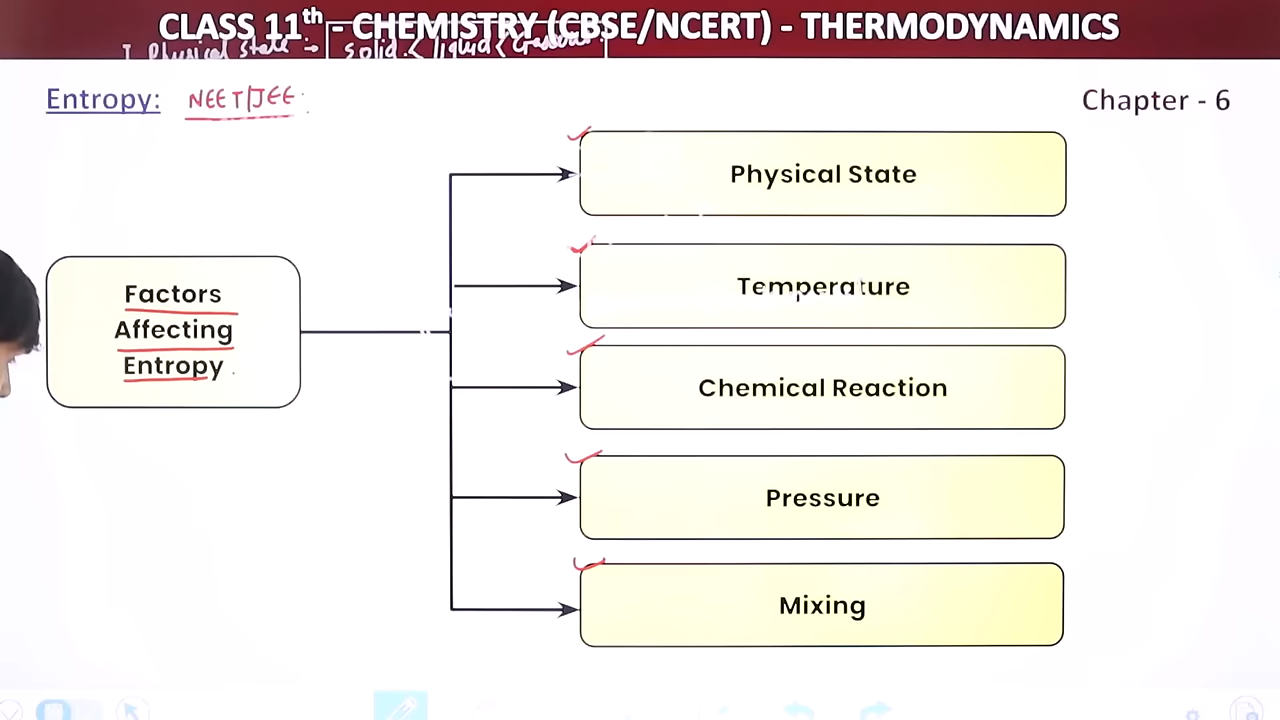 CLASS 11th - CHEMISTRY (CBSE/NCERT) - THERMODYNAMICS
1. Physical state :- solid < liquid < Gaseous
Entropy: NEET/JEE
Chapter - 6
Physical State
Temperature
Factors
Affecting
Entropy
Chemical Reaction
Pressure
Mixing